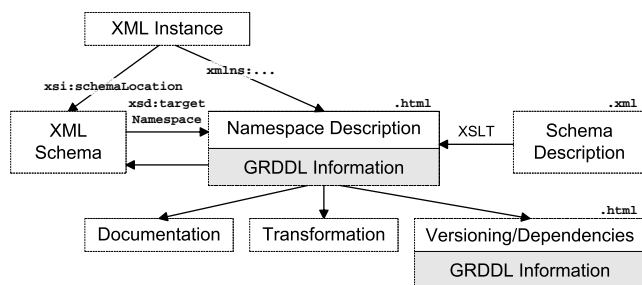 XML Instance
xsi:schemaLocation
xmlns:...
xsd:target
Namespace
.html
.xml
XML
Schema
Namespace Description
XSLT
Schema
Description
GRDDL Information
.html
Documentation
Transformation
Versioning/Dependencies
GRDDL Information